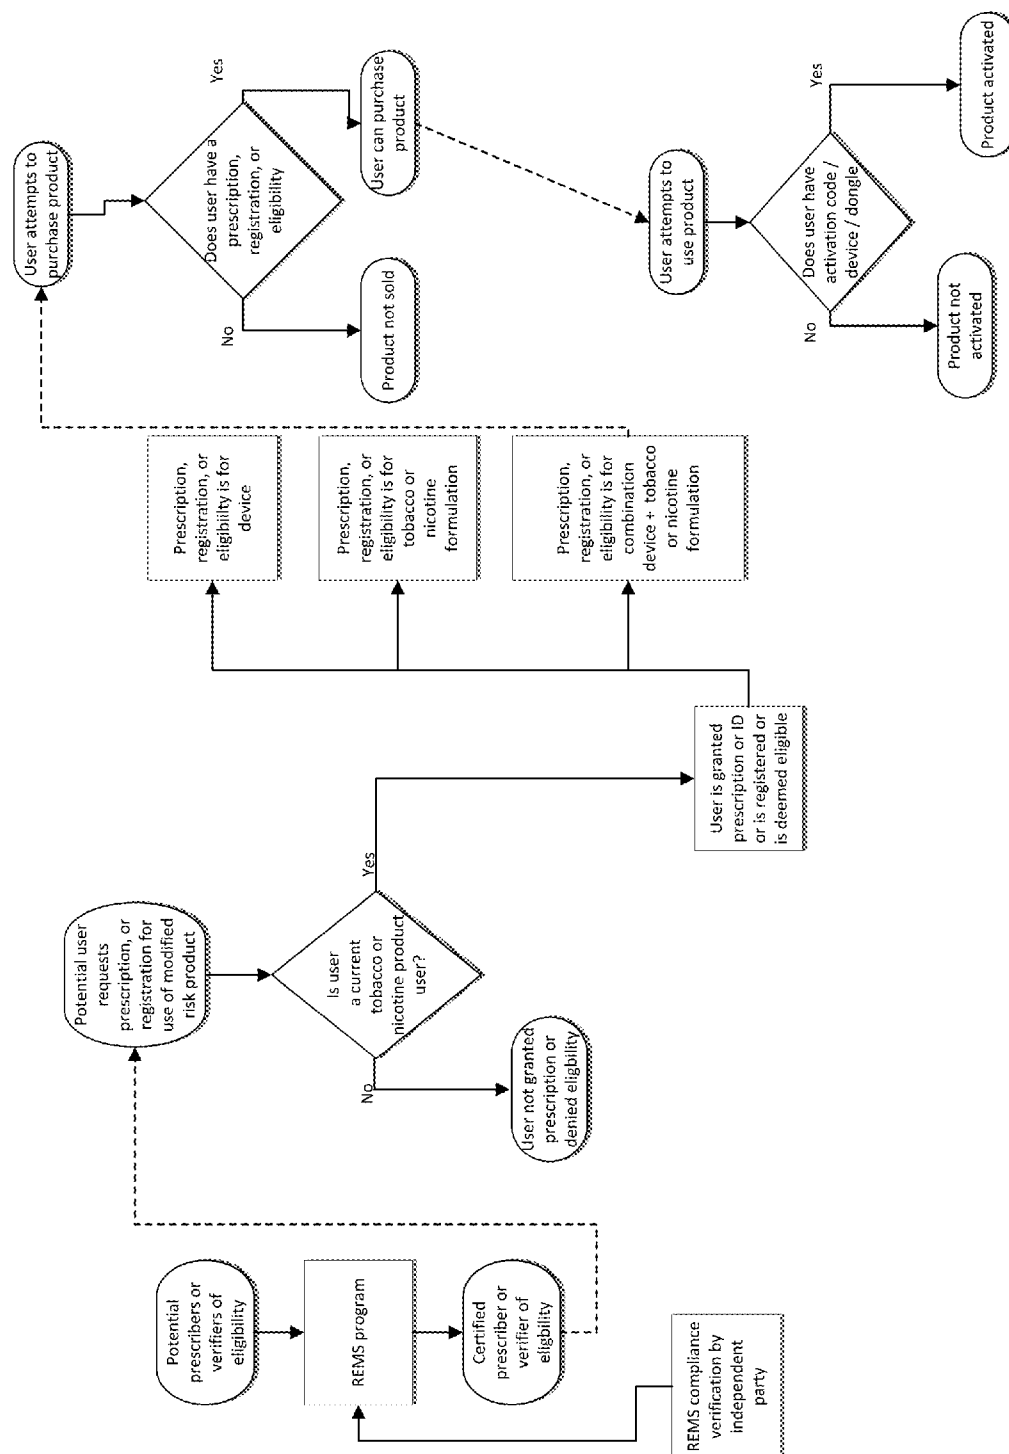 Potential
prescribers or
verifiers of
eligibility
REMS program
Certified
prescriber or
verifier of
eligbility
REMS compliance
verification by
independent
party
Potential user
requests
prescription, or
registration for
use of modified
risk product
Is user
a current
tobacco or
nicotine product
user?
No
Yes
User not granted
prescription or
denied eligbility
User is granted
prescription or ID
or is registered or
is deemed eligible
Prescription,
registration, or
eligibility is for
device
Prescription,
registration, or
eligibility is for
tobacco or
nicotine
formulation
Prescription,
registration, or
eligibility is for
combination
device + tobacco
or nicotine
formulation
User attempts to
purchase product
Does user have a
prescription,
registration, or
eligibility
No
Yes
Product not sold
User can purchase
product
User attempts to
use product
Does user have
activation code /
device / dongle
No
Yes
Product not
activated
Product activated